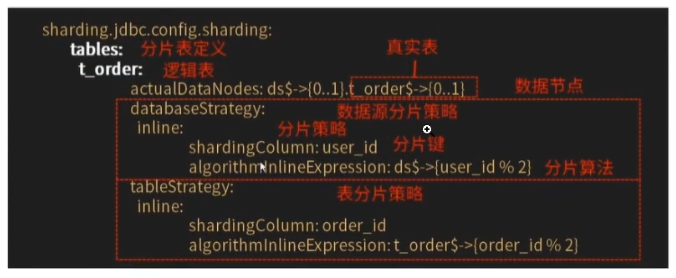 sharding.jdbc.config.sharding:
tables: 分片表定义 真实表
t_order: 逻辑表
actualDataNodes: ds$->{0..1}.t_order$->{0..1} 数据节点
databaseStrategy: 数据源分片策略
inline: 分片策略
shardingColumn: user_id 分片键
algorithmInlineExpression: ds$->{user_id % 2} 分片算法
tableStrategy: 表分片策略
inline:
shardingColumn: order_id
algorithmInlineExpression: t_order$->{order_id % 2}